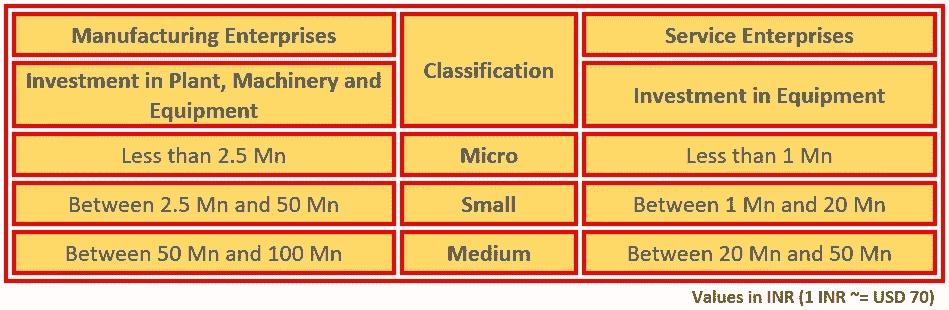 Manufacturing Enterprises
Classification
Service Enterprises
Investment in Plant, Machinery and
Equipment
Investment in Equipment
Less than 2.5 Mn
Micro
Less than 1 Mn
Between 2.5 Mn and 50 Mn
Small
Between 1 Mn and 20 Mn
Between 50 Mn and 100 Mn
Medium
Between 20 Mn and 50 Mn
Values in INR (1 INR ~= USD 70)